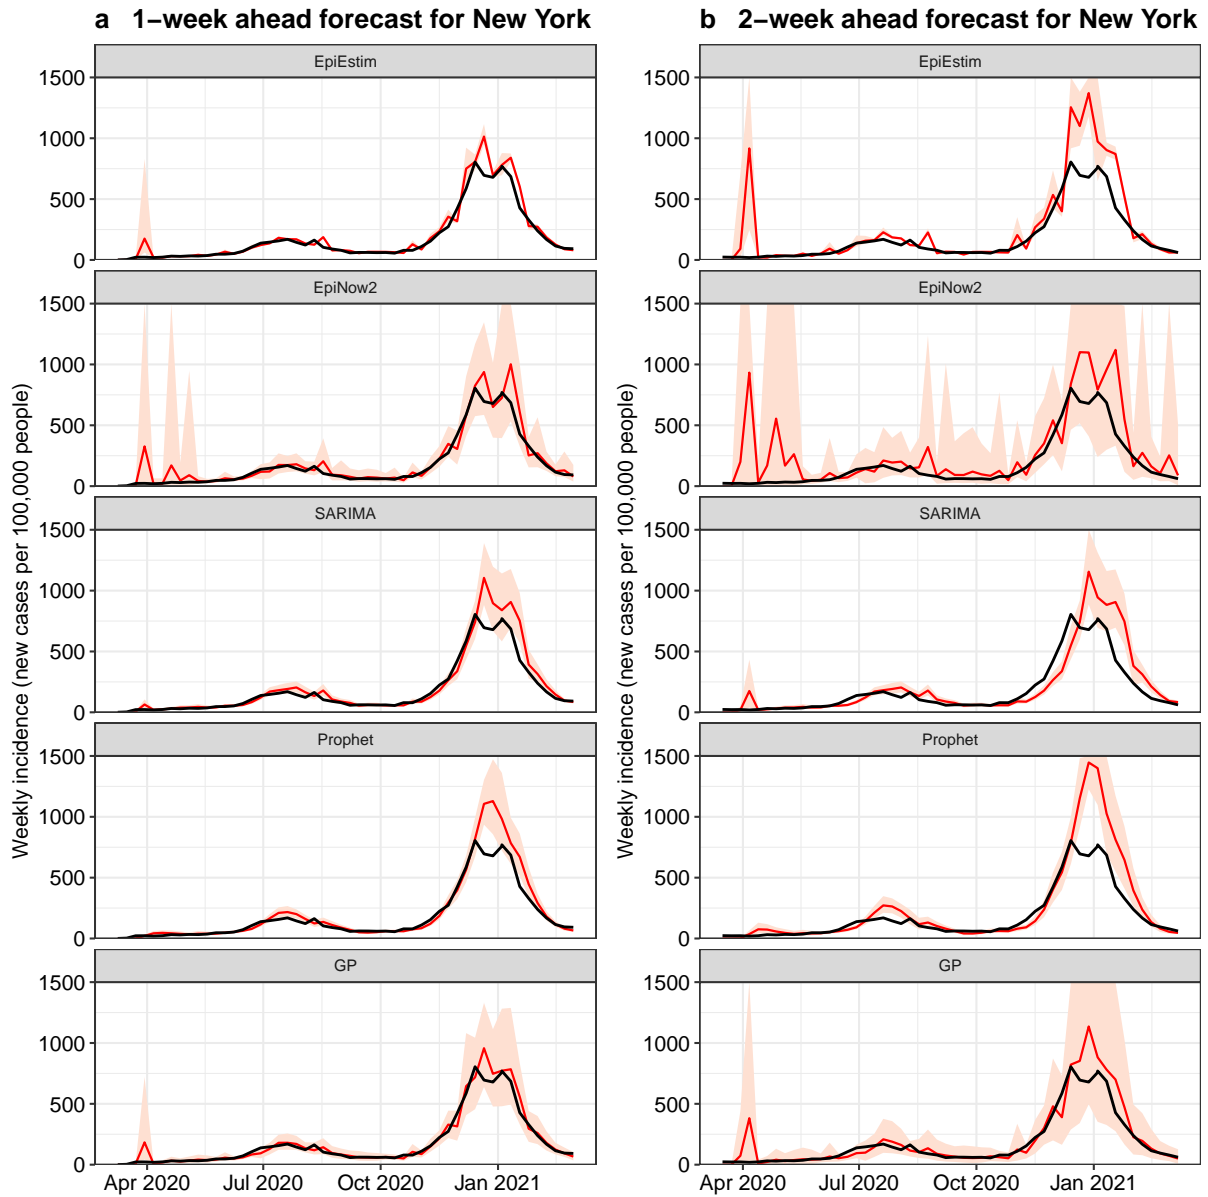 a 1−week ahead forecast for New York
Weekly incidence (new cases per 100,000 people)
EpiEstim
1500
1000
500
0
EpiNow2
1500
1000
500
0
SARIMA
1500
1000
500
0
Prophet
1500
1000
500
0
GP
1500
1000
500
0
Apr 2020 Jul 2020 Oct 2020 Jan 2021
b 2−week ahead forecast for New York
Weekly incidence (new cases per 100,000 people)
EpiEstim
1500
1000
500
0
EpiNow2
1500
1000
500
0
SARIMA
1500
1000
500
0
Prophet
1500
1000
500
0
GP
1500
1000
500
0
Apr 2020 Jul 2020 Oct 2020 Jan 2021